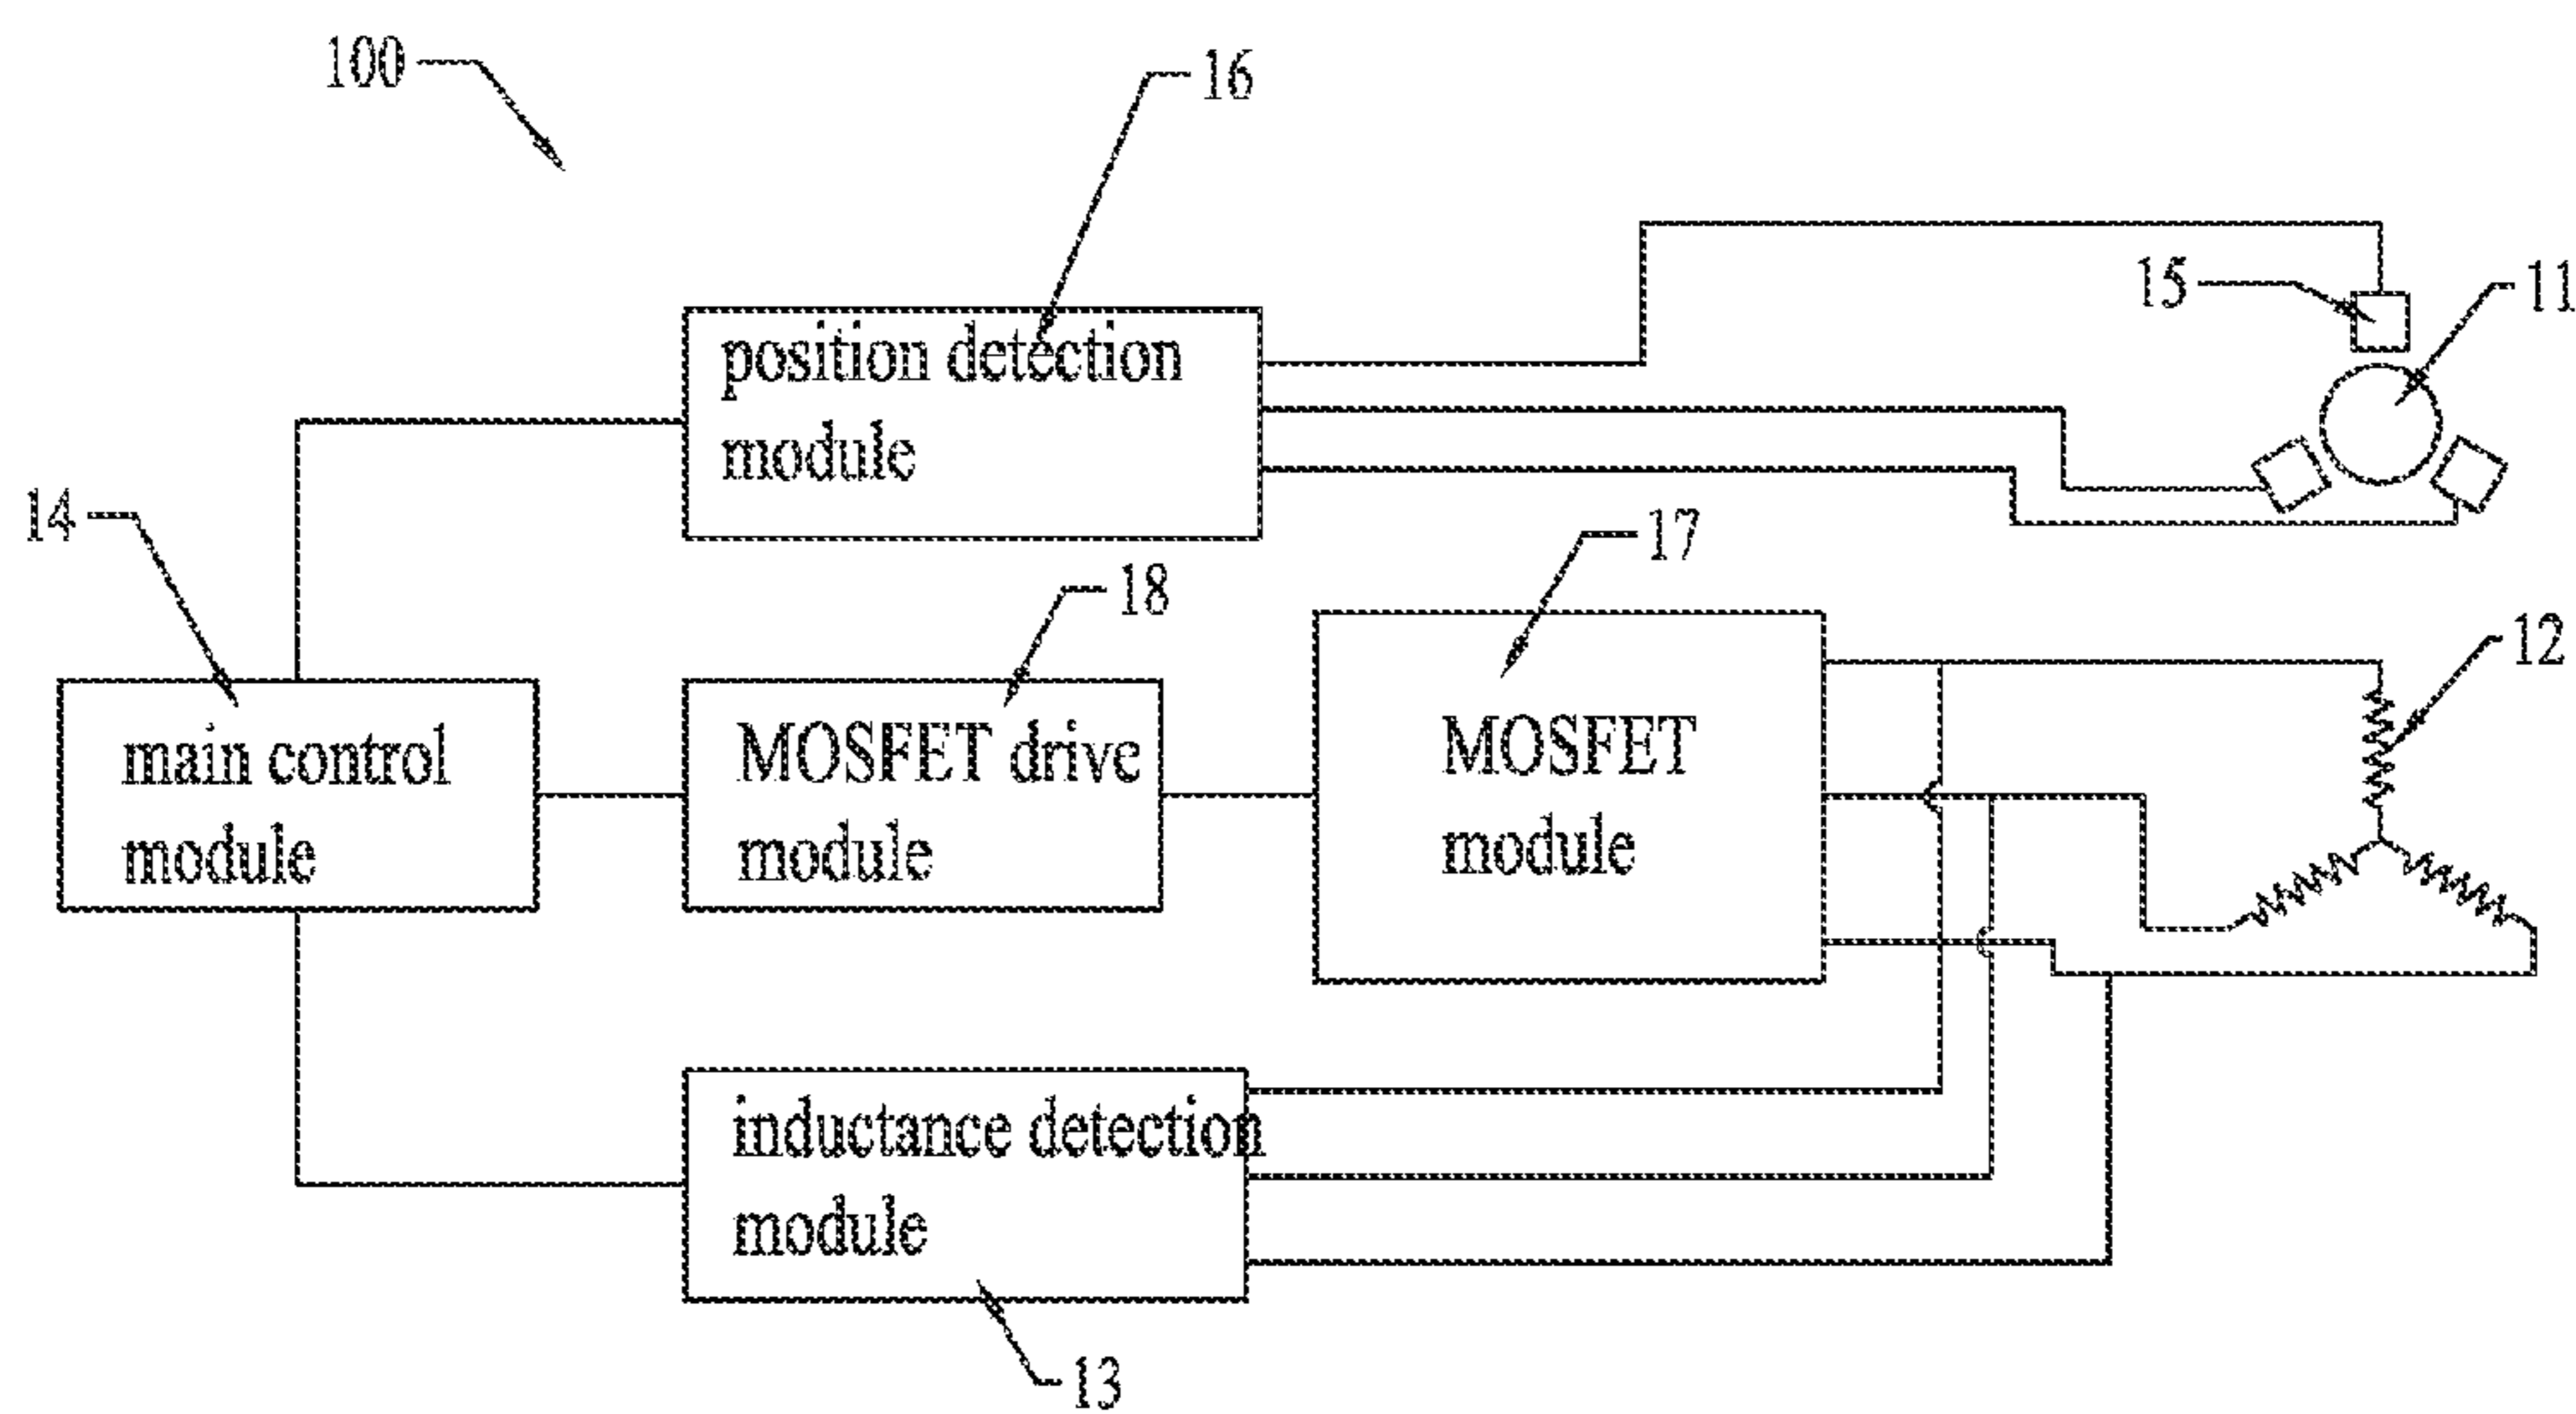 100
16
15
11
position detection
module
14
17
18
12
main control
module
MOSFET drive
module
MOSFET
module
inductance detection
module
13